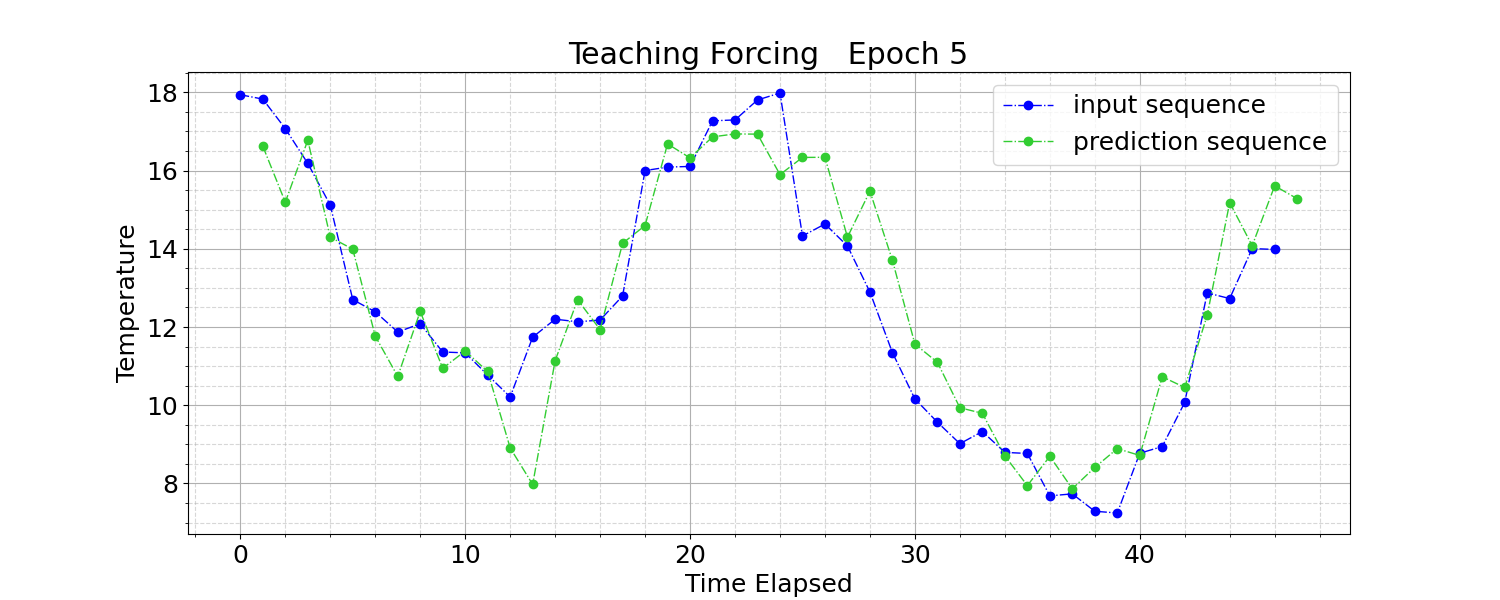 Teaching Forcing   Epoch 5
input sequence
prediction sequence
Temperature
18
16
14
12
10
8
0 10 20 30 40
Time Elapsed